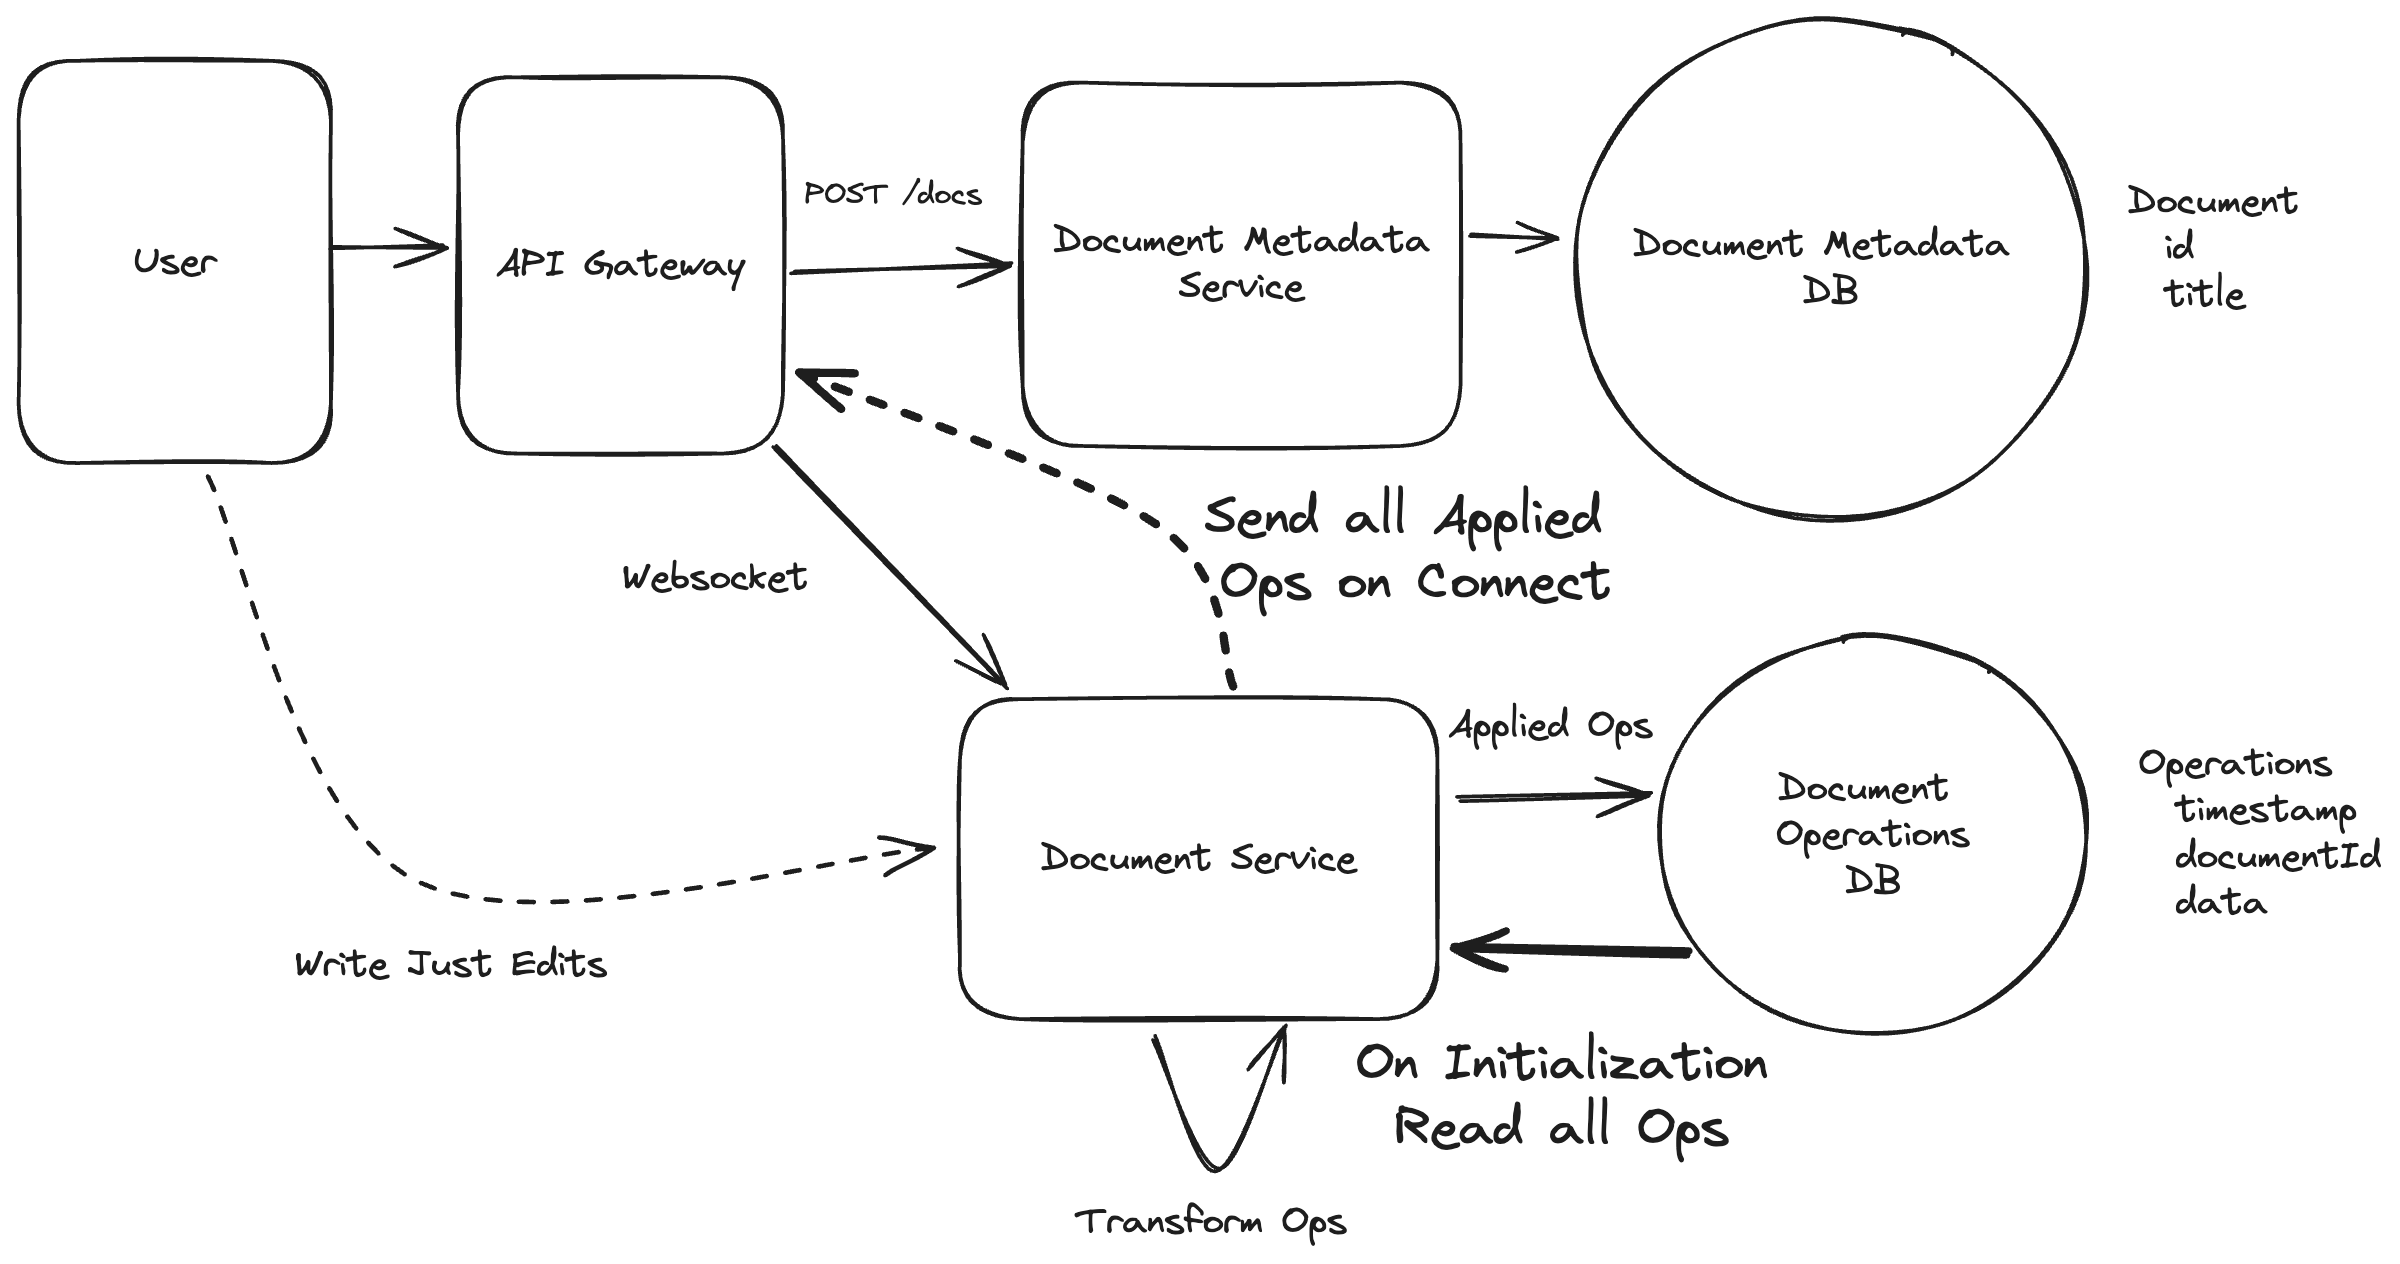 User
API Gateway
POST /docs
Document Metadata
Service
Document Metadata
DB
Document
id
title
Send all Applied
Ops on Connect
Websocket
Applied Ops
Document Service
Document
Operations
DB
Operations
timestamp
documentId
data
Write Just Edits
On Initialization
Read all Ops
Transform Ops